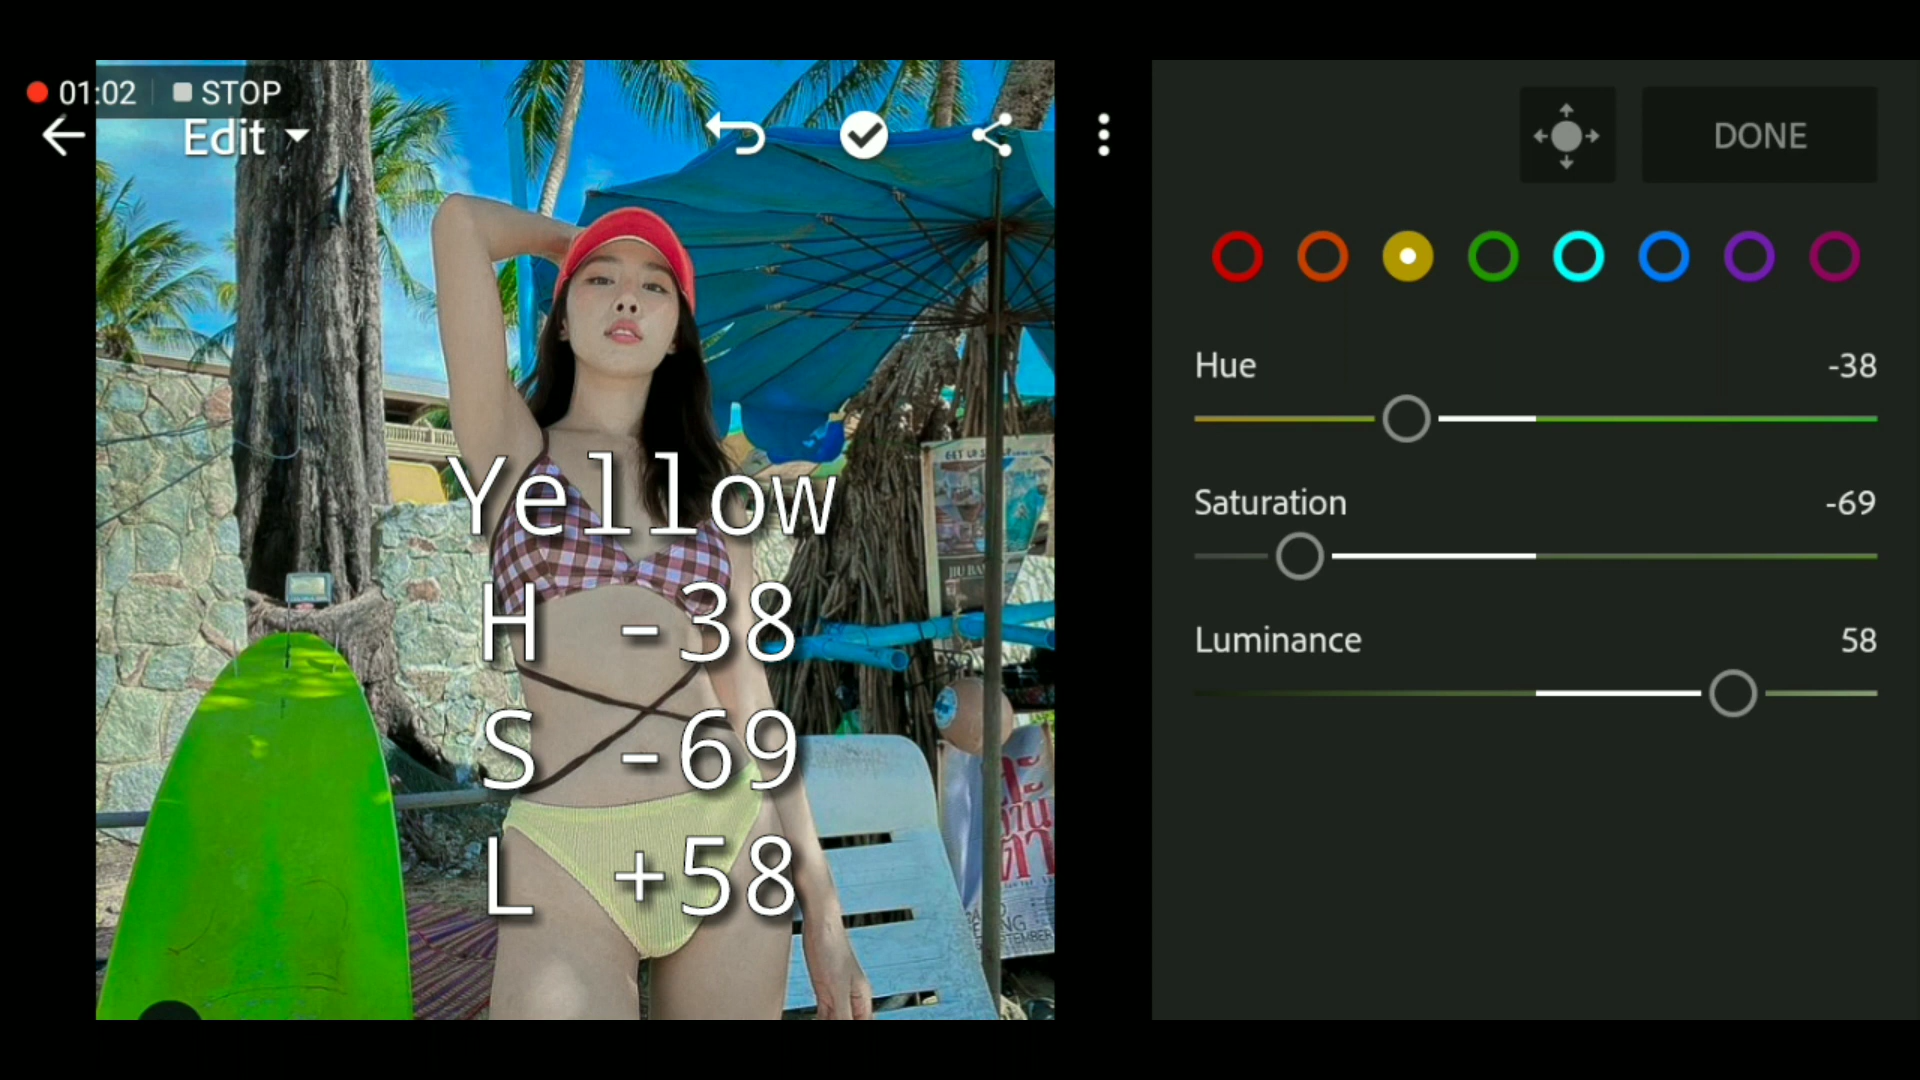 01:02 STOP
Edit
DONE
Hue -38
Saturation -69
Luminance 58
Yellow
H -38
S -69
L +58